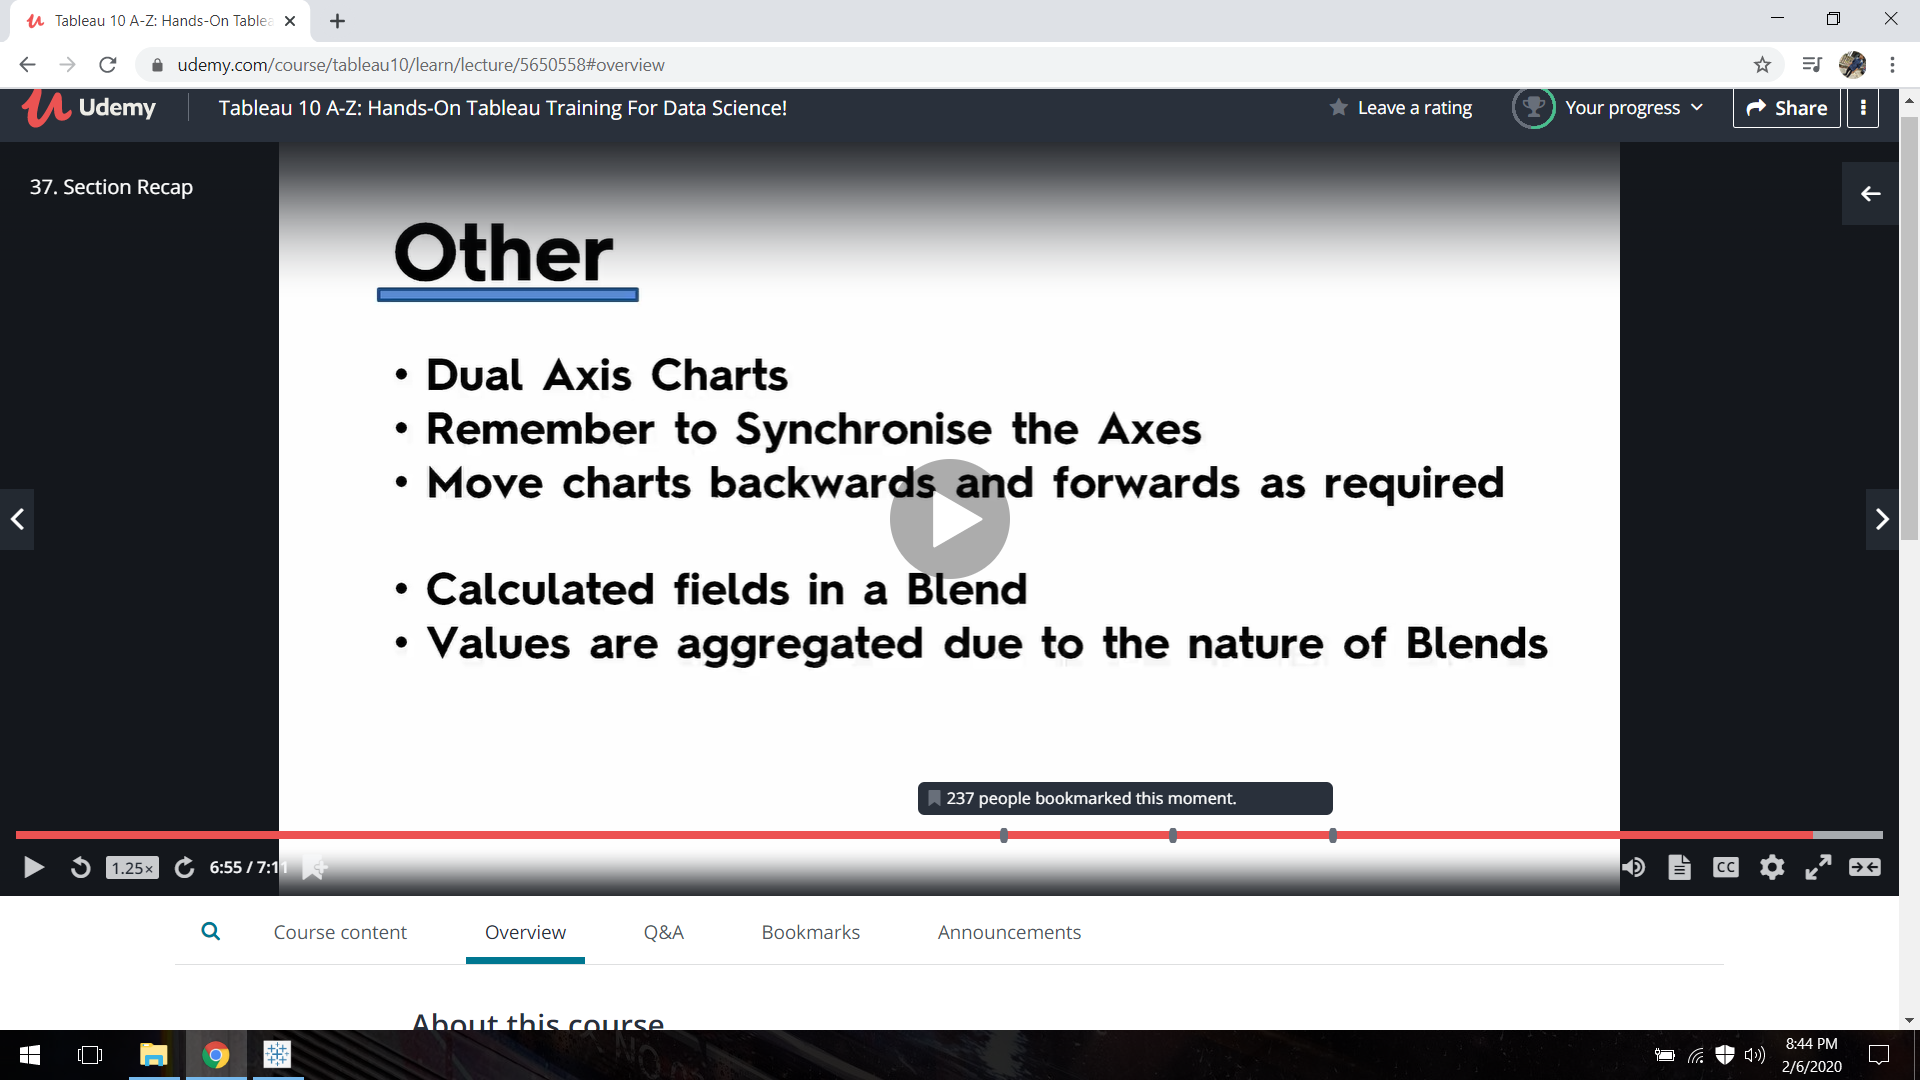 Tableau 10 A-Z: Hands-On Tablea
udemy.com/course/tableau10/learn/lecture/5650558#overview
Udemy
Tableau 10 A-Z: Hands-On Tableau Training For Data Science!
Leave a rating
Your progress
Share
37. Section Recap
Other
• Dual Axis Charts
• Remember to Synchronise the Axes
• Move charts backwards and forwards as required
• Calculated fields in a Blend
• Values are aggregated due to the nature of Blends
237 people bookmarked this moment.
1.25×
6:55 / 7:11
CC
Course content
Overview
Q&A
Bookmarks
Announcements
About this course
8:44 PM
2/6/2020